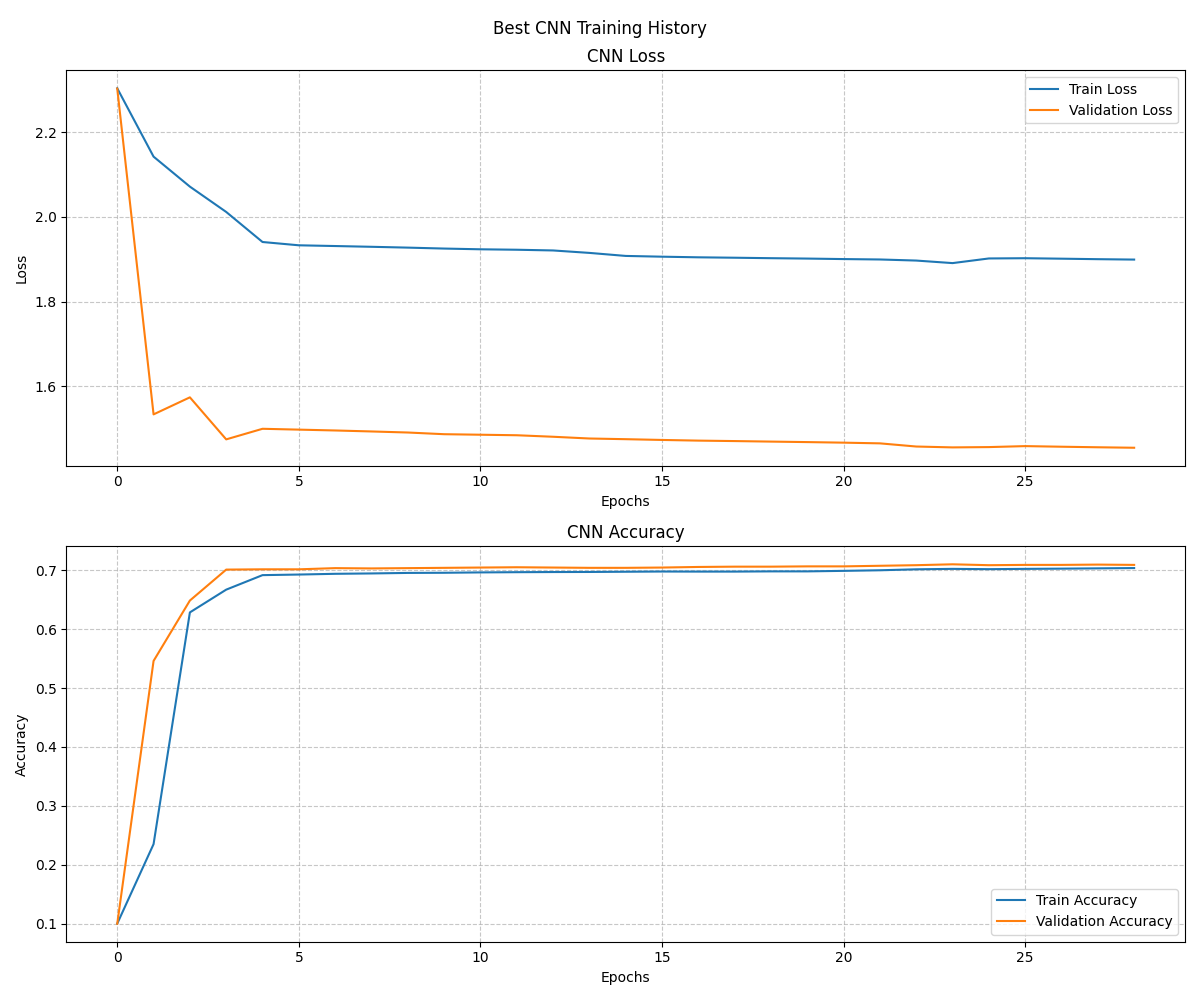 Best CNN Training History
CNN Loss
Train Loss
Validation Loss
2.2
2.0
1.8
1.6
Loss
0 5 10 15 20 25
Epochs
CNN Accuracy
0.7
0.6
0.5
0.4
0.3
0.2
0.1
Accuracy
Train Accuracy
Validation Accuracy
0 5 10 15 20 25
Epochs